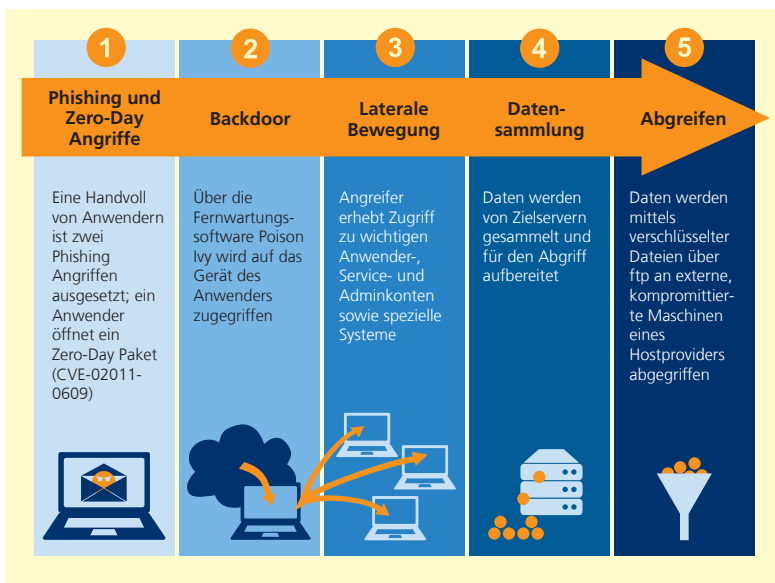 1
Phishing und
Zero-Day
Angriffe
Eine Handvoll
von Anwendern
ist zwei
Phishing
Angriffen
ausgesetzt; ein
Anwender
öffnet ein
Zero-Day Paket
(CVE-02011-
0609)
2
Backdoor
Über die
Fernwartungs-
software Poison
Ivy wird auf das
Gerät des
Anwenders
zugegriffen
3
Laterale
Bewegung
Angreifer
erhebt Zugriff
zu wichtigen
Anwender-,
Service- und
Adminkonten
sowie spezielle
Systeme
4
Daten-
sammlung
Daten werden
von Zielservern
gesammelt und
für den Abgriff
aufbereitet
5
Abgreifen
Daten werden
mittels
verschlüsselter
Dateien über
ftp an externe,
kompromittier-
te Maschinen
eines
Hostproviders
abgegriffen